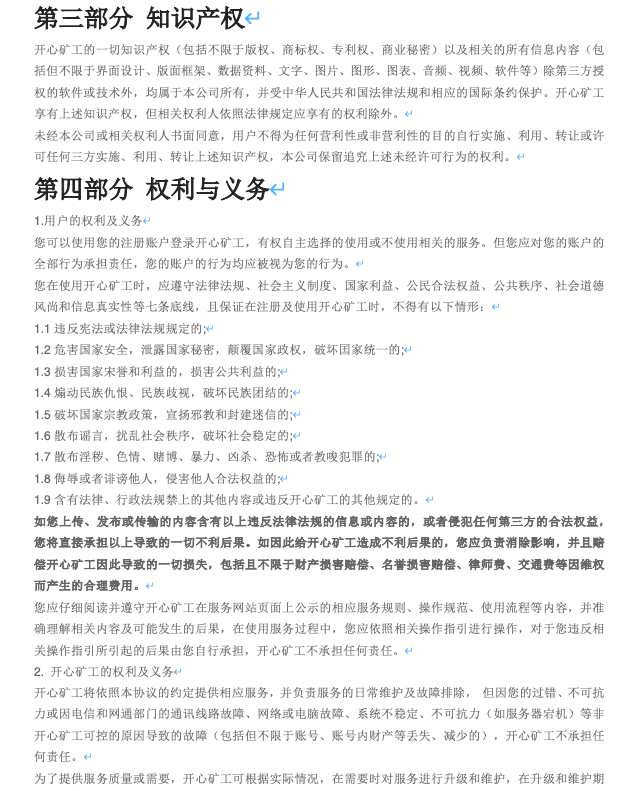 第三部分 知识产权
开心矿工的一切知识产权（包括不限于版权、商标权、专利权、商业秘密）以及相关的所有信息内容（包
括但不限于界面设计、版面框架、数据资料、文字、图片、图形、图表、音频、视频、软件等）除第三方授
权的软件或技术外，均属于本公司所有，并受中华人民共和国法律法规和相应的国际条约保护。开心矿工
享有上述知识产权，但相关权利人依照法律规定应享有的权利除外。
未经本公司或相关权利人书面同意，用户不得为任何营利性或非营利性的目的自行实施、利用、转让或许
可任何三方实施、利用、转让上述知识产权，本公司保留追究上述未经许可行为的权利。
第四部分 权利与义务
1.用户的权利及义务
您可以使用您的注册账户登录开心矿工，有权自主选择的使用或不使用相关的服务。但您应对您的账户的
全部行为承担责任，您的账户的行为均应被视为您的行为。
您在使用开心矿工时，应遵守法律法规、社会主义制度、国家利益、公民合法权益、公共秩序、社会道德
风尚和信息真实性等七条底线，且保证在注册及使用开心矿工时，不得有以下情形：
1.1 违反宪法或法律法规规定的;
1.2 危害国家安全，泄露国家秘密，颠覆国家政权，破坏国家统一的;
1.3 损害国家宋誉和利益的，损害公共利益的;
1.4 煽动民族仇恨、民族歧视，破坏民族团结的;
1.5 破坏国家宗教政策，宣扬邪教和封建迷信的;
1.6 散布谣言，扰乱社会秩序，破坏社会稳定的;
1.7 散布淫秽、色情、赌博、暴力、凶杀、恐怖或者教唆犯罪的;
1.8 侮辱或者诽谤他人，侵害他人合法权益的;
1.9 含有法律、行政法规禁上的其他内容或违反开心矿工的其他规定的。
如您上传、发布或传输的内容含有以上违反法律法规的信息或内容的，或者侵犯任何第三方的合法权益，
您将直接承担以上导致的一切不利后果。如因此给开心矿工造成不利后果的，您应负责消除影响，并且赔
偿开心矿工因此导致的一切损失，包括且不限于财产损害赔偿、名誉损害赔偿、律师费、交通费等因维权
而产生的合理费用。
您应仔细阅读并遵守开心矿工在服务网站页面上公示的相应服务规则、操作规范、使用流程等内容，并准
确理解相关内容及可能发生的后果，在使用服务过程中，您应依照相关操作指引进行操作，对于您违反相
关操作指引所引起的后果由您自行承担，开心矿工不承担任何责任。
2. 开心矿工的权利及义务
开心矿工将依照本协议的约定提供相应服务，并负责服务的日常维护及故障排除， 但因您的过错、不可抗
力或因电信和网通部门的通讯线路故障、网络或电脑故障、系统不稳定、不可抗力（如服务器宕机）等非
开心矿工可控的原因导致的故障（包括但不限于账号、账号内财产等丢失、减少的），开心矿工不承担任
何责任。
为了提供服务质量或需要，开心矿工可根据实际情况，在需要时对服务进行升级和维护，在升级和维护期